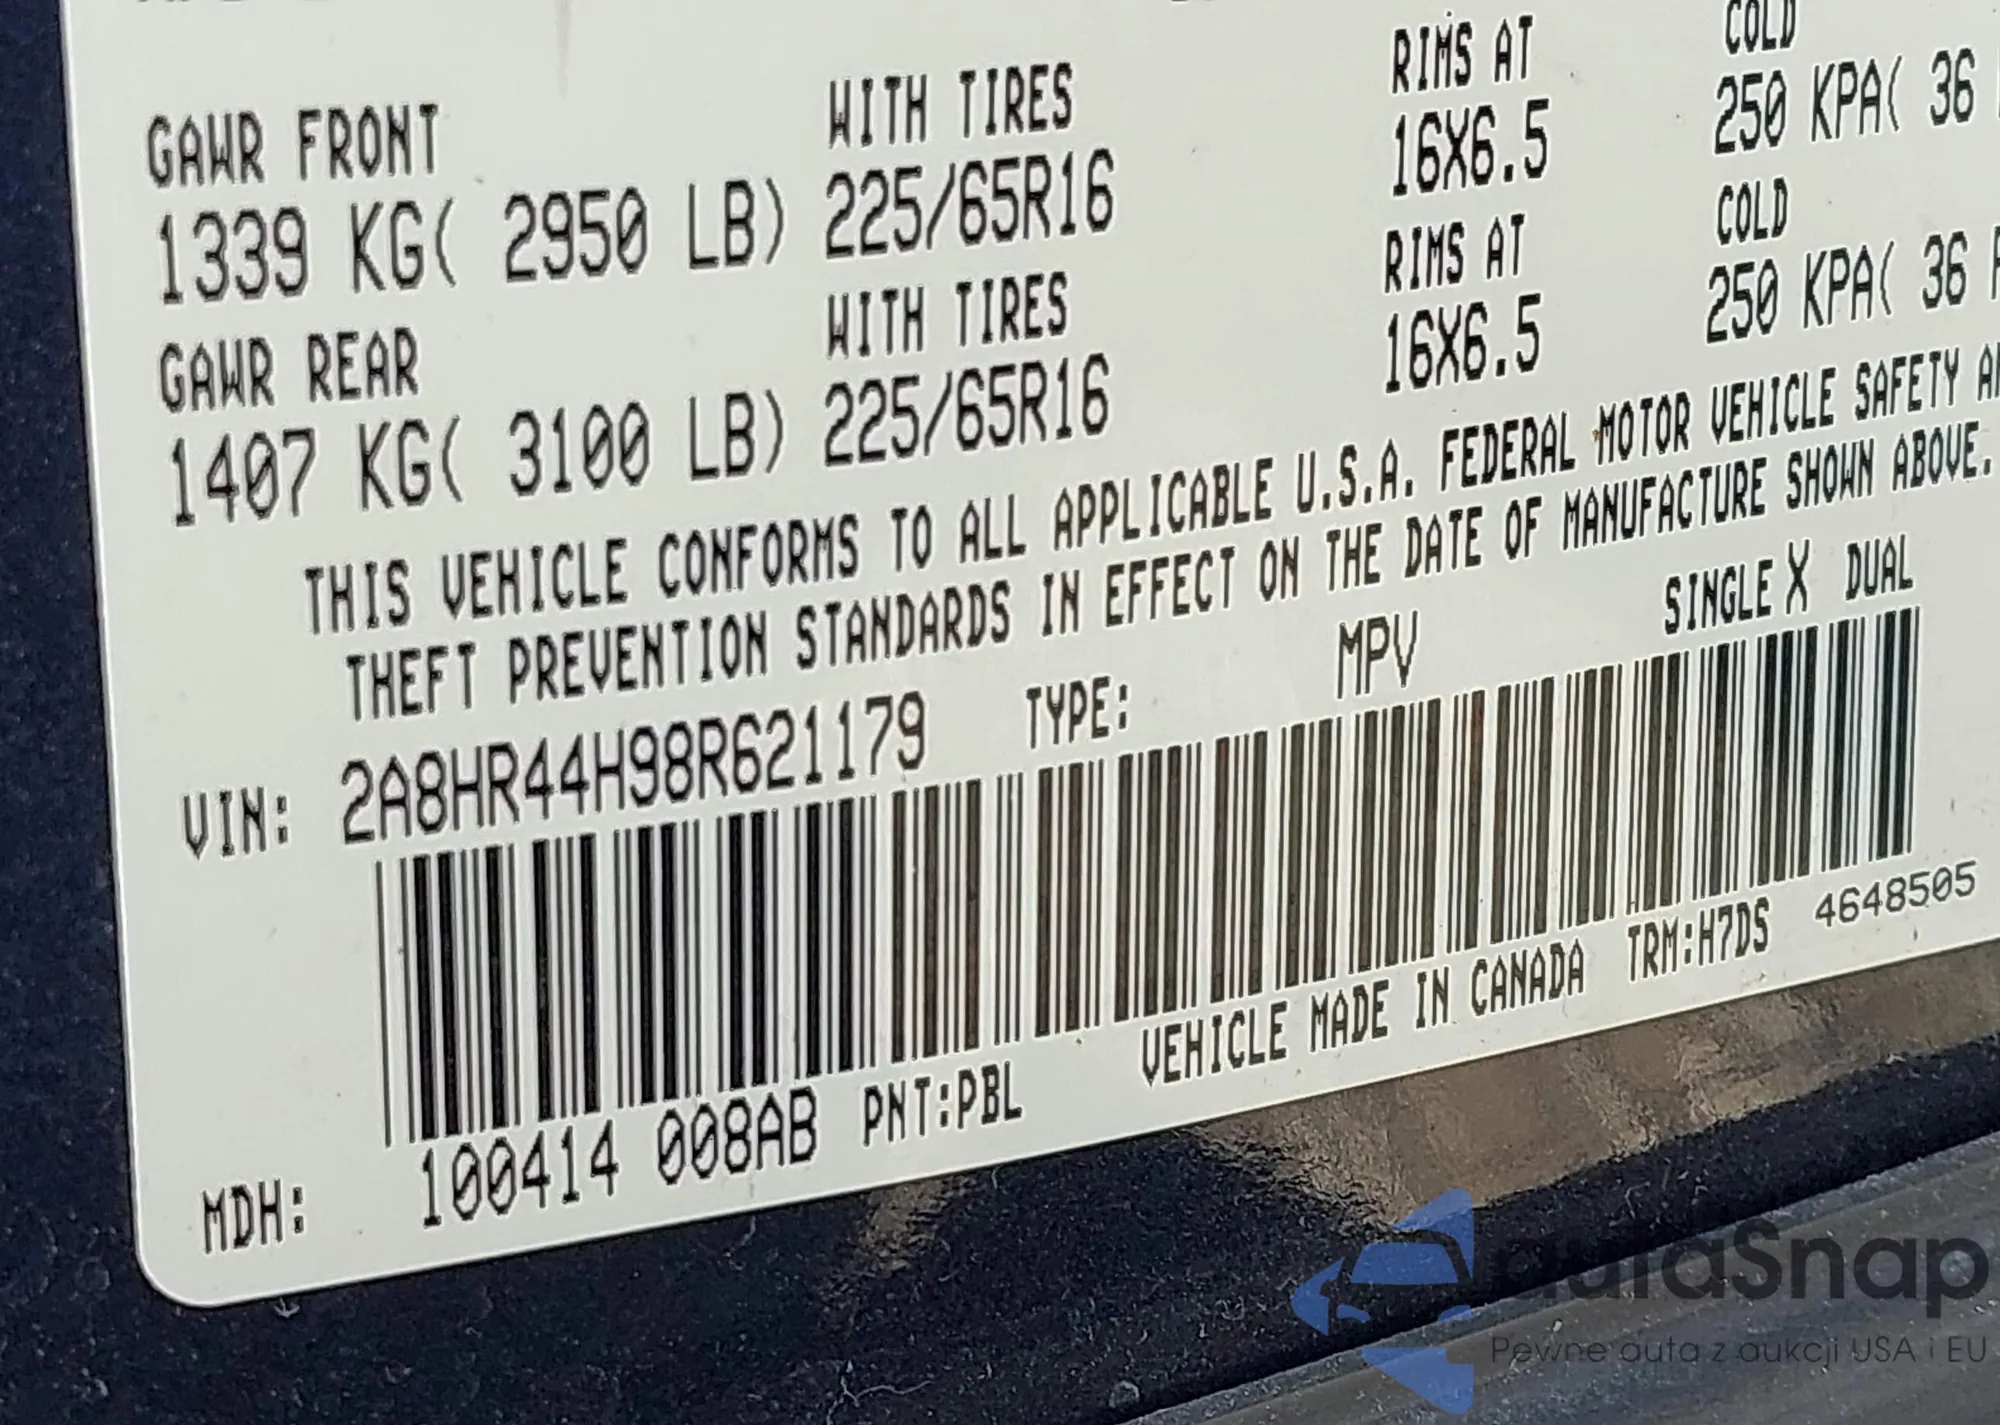 GAWR FRONT WITH TIRES RIMS AT COLD
1339 KG( 2950 LB) 225/65R16 16X6.5 250 KPA( 36
GAWR REAR WITH TIRES RIMS AT COLD
1407 KG( 3100 LB) 225/65R16 16X6.5 250 KPA( 36
THIS VEHICLE CONFORMS TO ALL APPLICABLE U.S.A. FEDERAL MOTOR VEHICLE SAFETY
THEFT PREVENTION STANDARDS IN EFFECT ON THE DATE OF MANUFACTURE SHOWN ABOVE.
VIN: 2A8HR44H98R621179 TYPE: MPV SINGLE X DUAL
MDH: 100414 008AB PNT:PBL VEHICLE MADE IN CANADA TRM:H7DS 4648505
autaSnap
Pewne auta z aukcji USA i EU